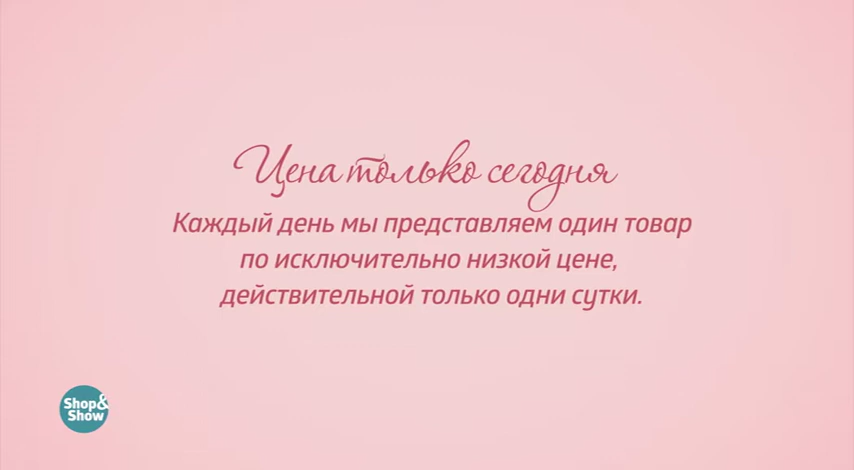 Цена только сегодня
Каждый день мы представляем один товар
по исключительно низкой цене,
действительной только одни сутки.
Shop&
Show